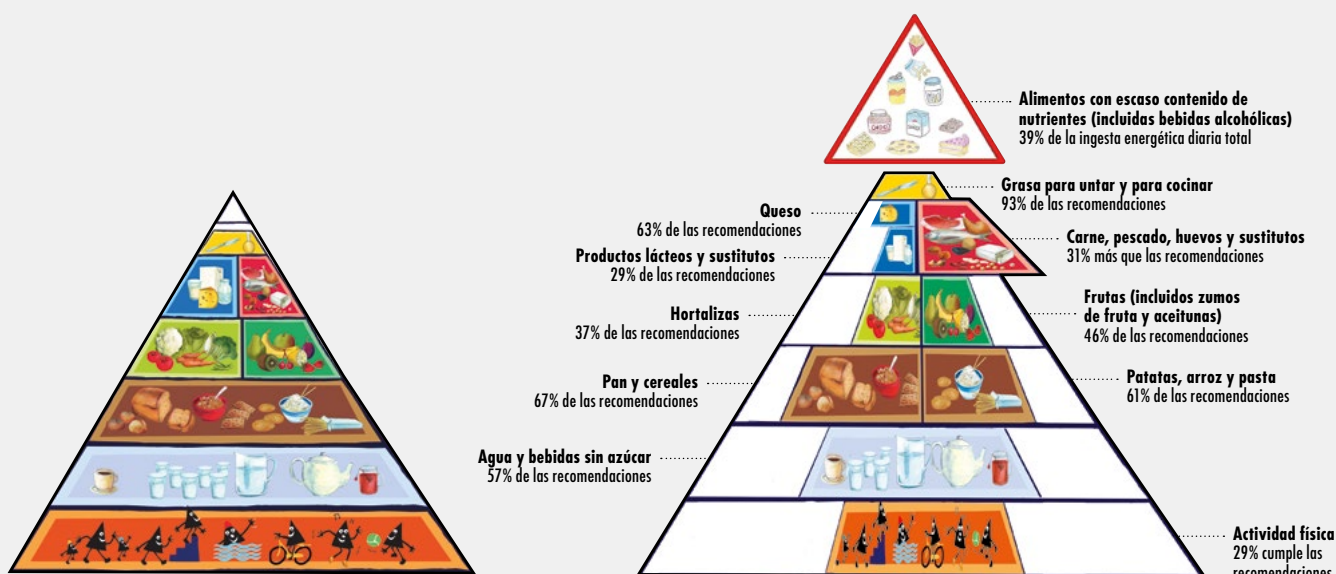 Alimentos con escaso contenido de
nutrientes (incluidas bebidas alcohólicas)
39% de la ingesta energética diaria total
Grasa para untar y para cocinar
93% de las recomendaciones
Queso
63% de las recomendaciones
Carne, pescado, huevos y sustitutos
31% más que las recomendaciones
Productos lácteos y sustitutos
29% de las recomendaciones
Frutas (incluidos zumos
de fruta y aceitunas)
46% de las recomendaciones
Hortalizas
37% de las recomendaciones
Pan y cereales
67% de las recomendaciones
Patatas, arroz y pasta
61% de las recomendaciones
Agua y bebidas sin azúcar
57% de las recomendaciones
Actividad física
29% cumple las
recomendaciones